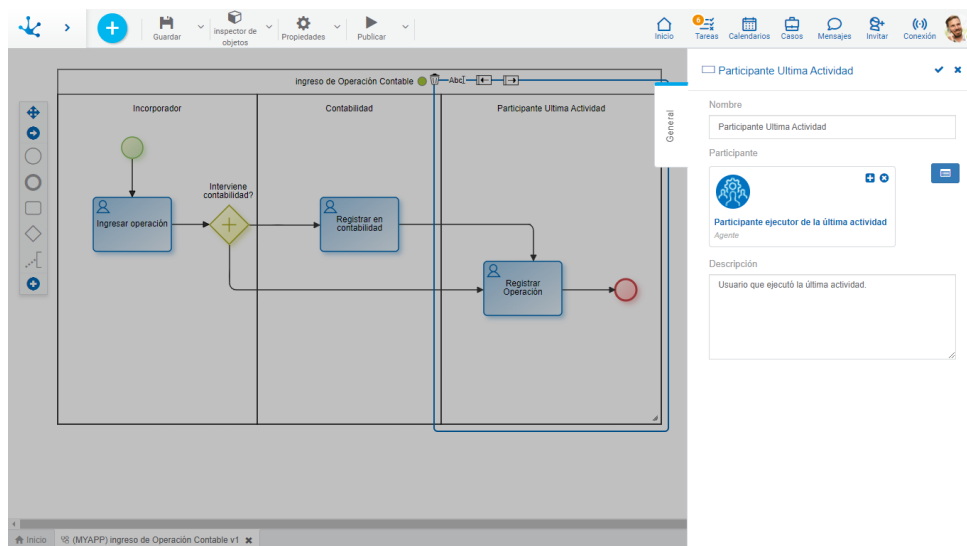 Guardar
inspector de
objetos
Propiedades
Publicar
Inicio
6
Tareas
Calendarios
Casos
Mensajes
Invitar
Conexión
ingreso de Operación Contable
Abc
Incorporador
Contabilidad
Participante Ultima Actividad
Ingresar operación
Interviene
contabilidad?
Registrar en
contabilidad
Registrar
Operación
General
Participante Ultima Actividad
Nombre
Participante Ultima Actividad
Participante
Participante ejecutor de la última actividad
Agente
Descripción
Usuario que ejecutó la última actividad.
Inicio
(MYAPP) ingreso de Operación Contable v1